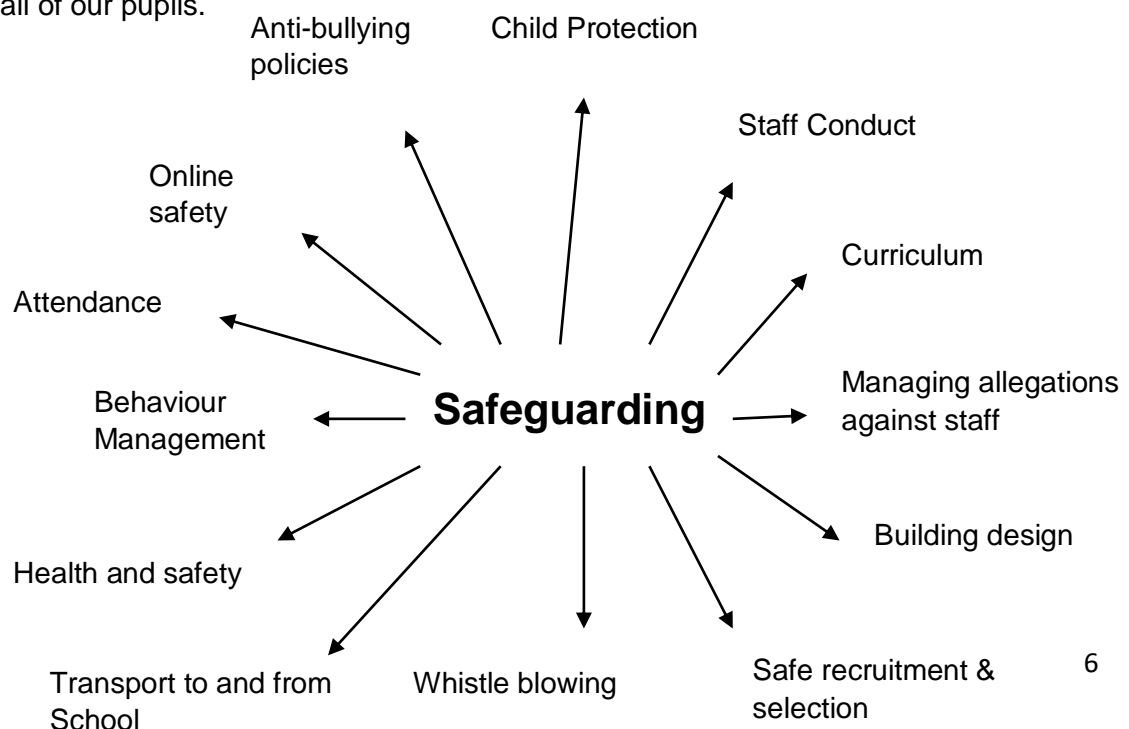 all of our pupils.
Anti-bullying
policies
Child Protection
Staff Conduct
Online
safety
Curriculum
Attendance
Managing allegations
against staff
Behaviour
Management
Safeguarding
Building design
Health and safety
Safe recruitment &
selection
6
Transport to and from
School
Whistle blowing